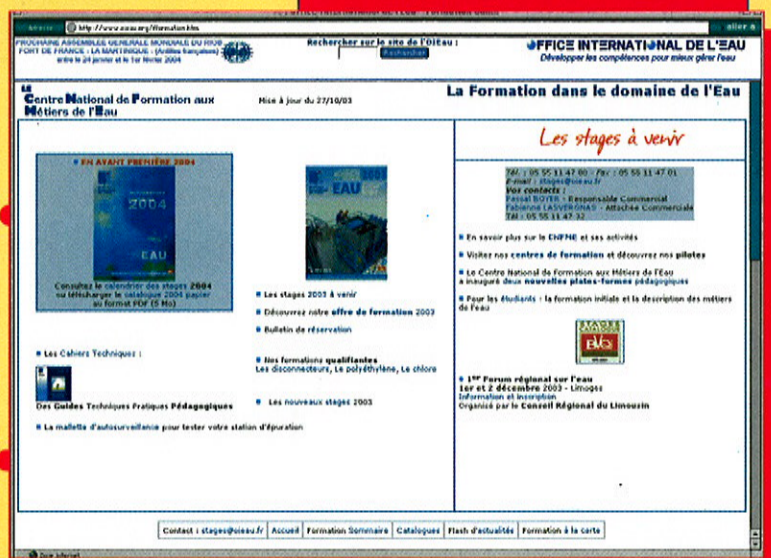 http://www.oieau.org/fformation.htm
aller à
PROCHAINE ASSEMBLEE GENERALE MONDIALE DU RIOB
FORT DE FRANCE - LA MARTINIQUE - (Antilles françaises)
entre le 24 janvier et le 1er février 2004
Rechercher sur le site de l'OIEau :
Rechercher
OFFICE INTERNATIONAL DE L'EAU
Développer les compétences pour mieux gérer l'eau
LE
Centre National de Formation aux
Métiers de l'Eau
Mise à jour du 27/10/03
La Formation dans le domaine de l'Eau
EN AVANT PREMIÈRE 2004
2004
EAU
Consultez le calendrier des stages 2004
ou télécharger le catalogue 2004 papier
au format PDF (5 Mo)
Les Cahiers Techniques :
Des Guides Techniques Pratiques Pédagogiques
La mallette d'autosurveillance pour tester votre station d'épuration
2003
EAU
Les stages 2003 à venir
Découvrez notre offre de formation 2003
Bulletin de réservation
Nos formations qualifiantes
Les disconnecteurs, Le polyéthylène, Le chlore
Les nouveaux stages 2003
Les stages à venir
Tél. : 05 55 11 47 00 - Fax : 05 55 11 47 01
E-mail : stages@oieau.fr
Vos contacts :
Pascal BOYER - Responsable Commercial
Fabienne LASVERGNAS - Attachée Commerciale
Tél : 05 55 11 47 32
En savoir plus sur le CNFME et ses activités
Visitez nos centres de formation et découvrez nos pilotes
Le Centre National de Formation aux Métiers de l'Eau
a inauguré deux nouvelles plates-formes pédagogiques
Pour les étudiants : la formation initiale et la description des métiers
de l'eau
STAGES
CATALOGUE
BVQI
1er Forum régional sur l'eau
1er et 2 décembre 2003 - Limoges
Information et inscription
Organisé par le Conseil Régional du Limousin
Contact : stages@oieau.fr Accueil Formation Sommaire Catalogues Flash d'actualités Formation à la carte
Zone Internet